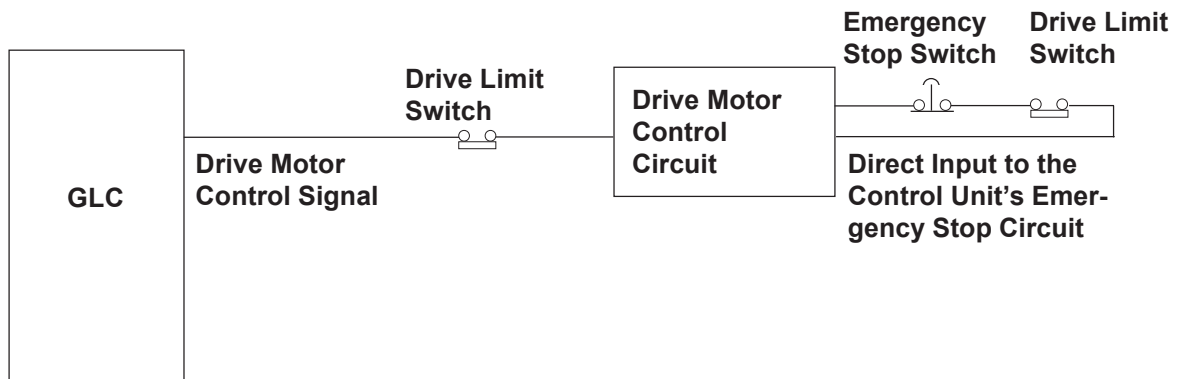 Emergency
Stop Switch
Drive Limit
Switch
Drive Limit
Switch
Drive Motor
Control
Circuit
GLC
Drive Motor
Control Signal
Direct Input to the
Control Unit's Emer-
gency Stop Circuit